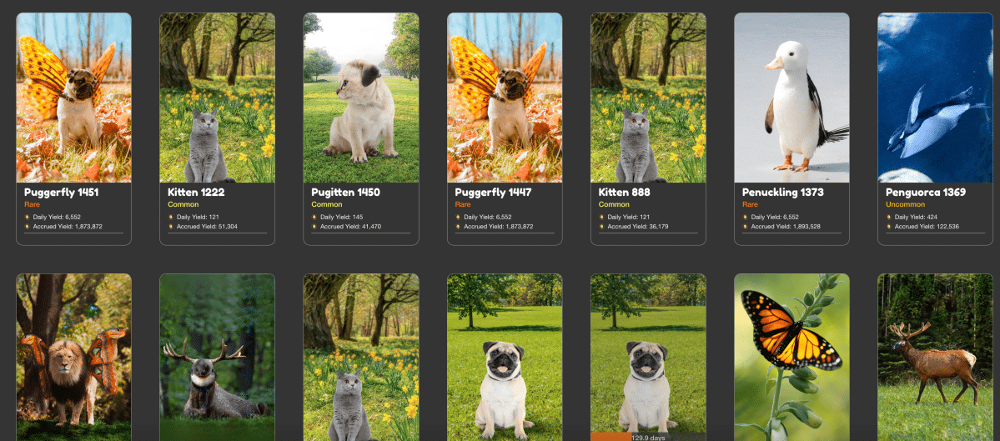 Puggerfly 1451
Rare
Daily Yield: 6,552
Accrued Yield: 1,873,872
Kitten 1222
Common
Daily Yield: 121
Accrued Yield: 51,304
Pugitten 1450
Common
Daily Yield: 145
Accrued Yield: 41,470
Puggerfly 1447
Rare
Daily Yield: 6,552
Accrued Yield: 1,873,872
Kitten 888
Common
Daily Yield: 121
Accrued Yield: 36,179
Penuckling 1373
Rare
Daily Yield: 6,552
Accrued Yield: 1,893,528
Penguorca 1369
Uncommon
Daily Yield: 424
Accrued Yield: 122,536
129.9 days